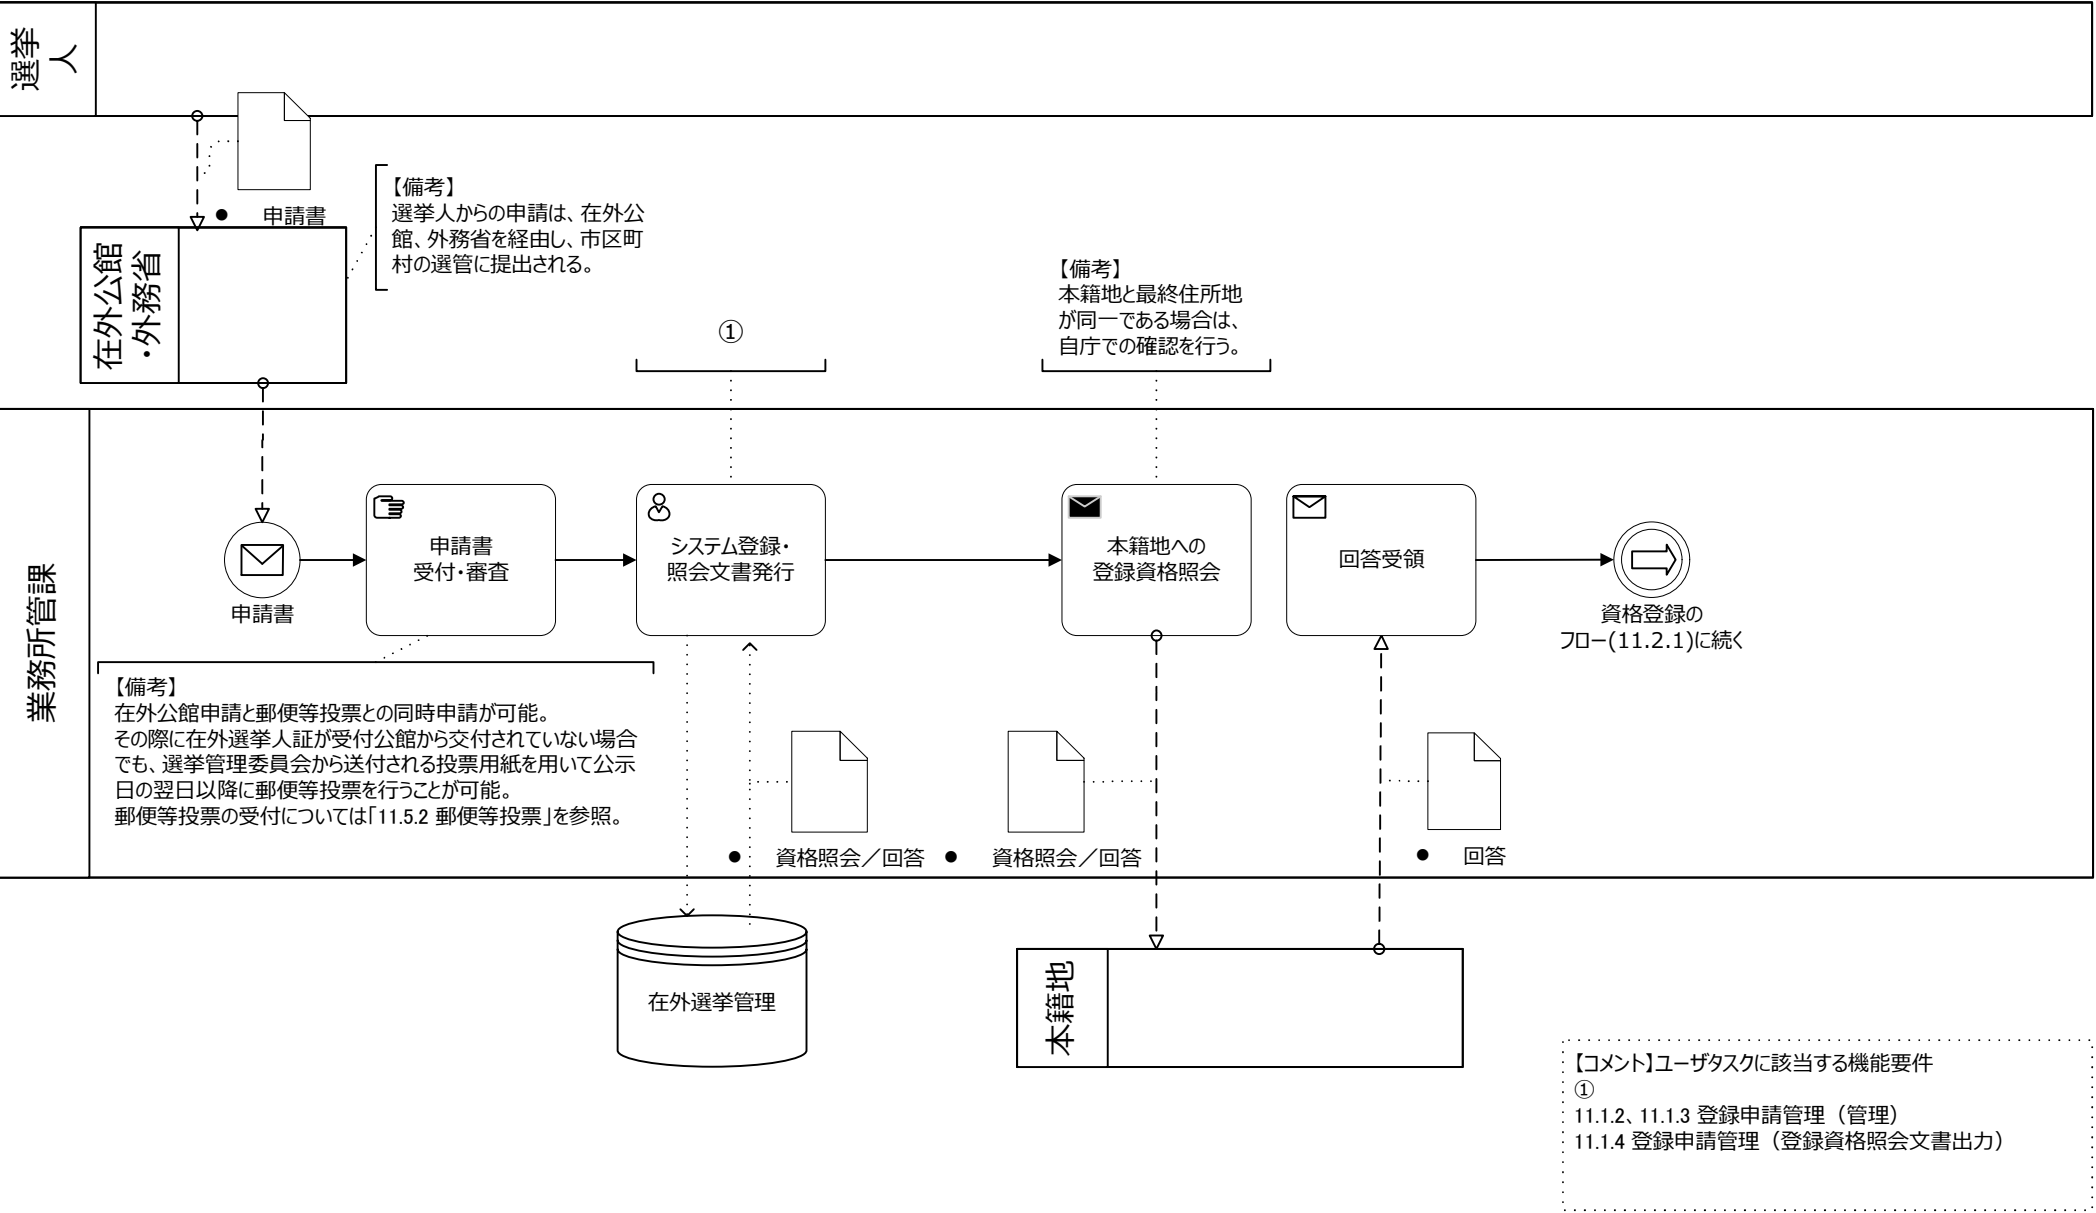 選挙
人
● 申請書
【備考】
選挙人からの申請は、在外公
館、外務省を経由し、市区町
村の選管に提出される。
在外公館
・外務省
【備考】
本籍地と最終住所地
が同一である場合は、
自庁での確認を行う。
①
業務所管課
申請書
申請書
受付・審査
システム登録・
照会文書発行
本籍地への
登録資格照会
回答受領
資格登録の
フロー(11.2.1)に続く
【備考】
在外公館申請と郵便等投票との同時申請が可能。
その際に在外選挙人証が受付公館から交付されていない場合
でも、選挙管理委員会から送付される投票用紙を用いて公示
日の翌日以降に郵便等投票を行うことが可能。
郵便等投票の受付については「11.5.2 郵便等投票」を参照。
● 資格照会／回答
● 資格照会／回答
● 回答
在外選挙管理
本籍地
【コメント】ユーザタスクに該当する機能要件
①
11.1.2、11.1.3 登録申請管理（管理）
11.1.4 登録申請管理（登録資格照会文書出力）